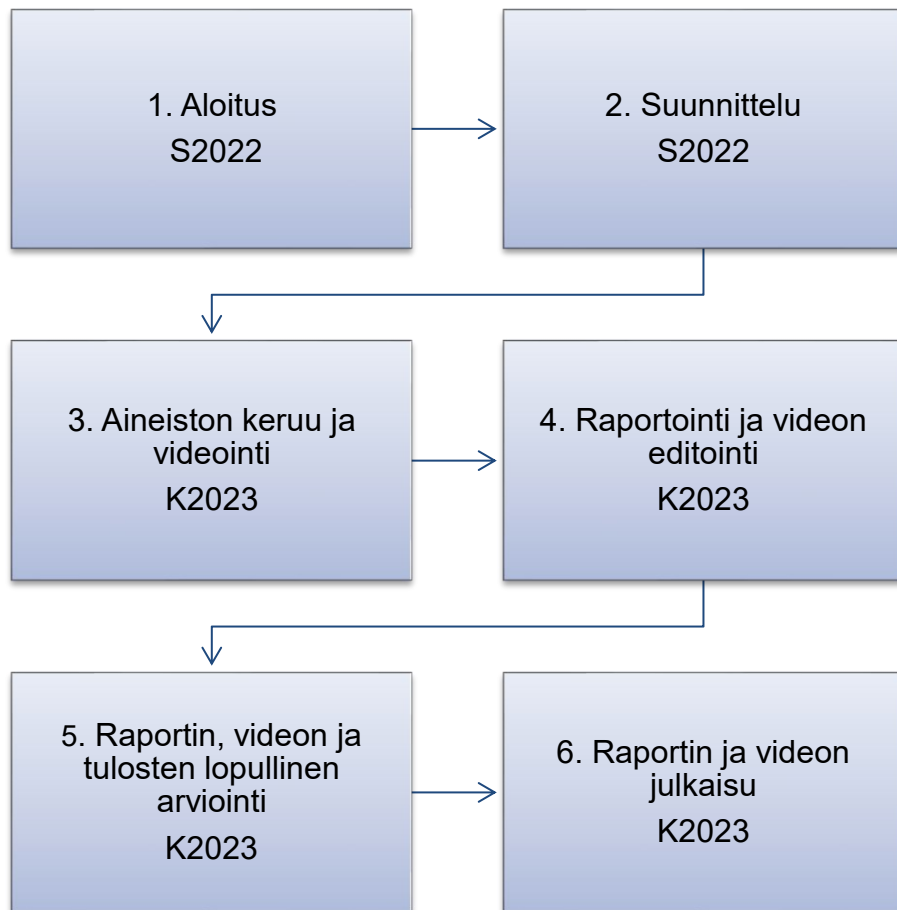 1. Aloitus
S2022
2. Suunnittelu
S2022
3. Aineiston keruu ja
videointi
K2023
4. Raportointi ja videon
editointi
K2023
5. Raportin, videon ja
tulosten lopullinen
arviointi
K2023
6. Raportin ja videon
julkaisu
K2023